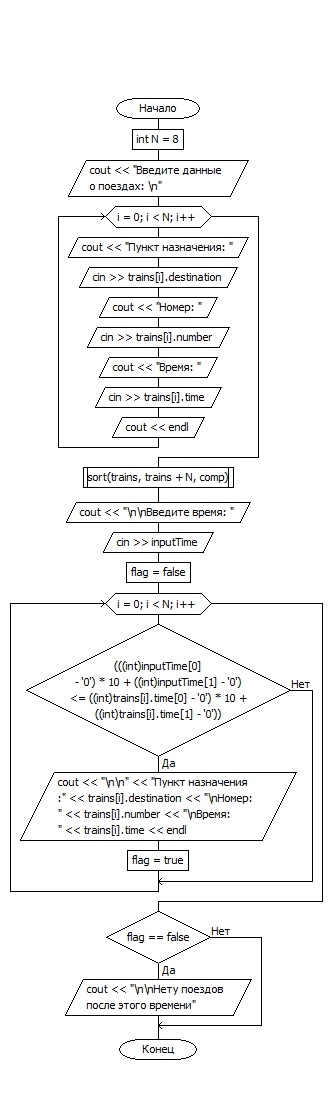 Начало
int N = 8
cout << "Введите данные
о поездах: \n"
i = 0; i < N; i++
cout << "Пункт назначения: "
cin >> trains[i].destination
cout << "Номер: "
cin >> trains[i].number
cout << "Время: "
cin >> trains[i].time
cout << endl
sort(trains, trains + N, comp)
cout << "\n\nВведите время: "
cin >> inputTime
flag = false
i = 0; i < N; i++
(((int)inputTime[0]
- '0') * 10 + ((int)inputTime[1] - '0')
<= ((int)trains[i].time[0] - '0') * 10 +
((int)trains[i].time[1] - '0'))
Нет
Да
cout << "\n\n" << "Пункт назначения
:" << trains[i].destination << "\nНомер:
" << trains[i].number << "\nВремя:
" << trains[i].time << endl
flag = true
flag == false
Нет
Да
cout << "\n\nНету поездов
после этого времени"
Конец